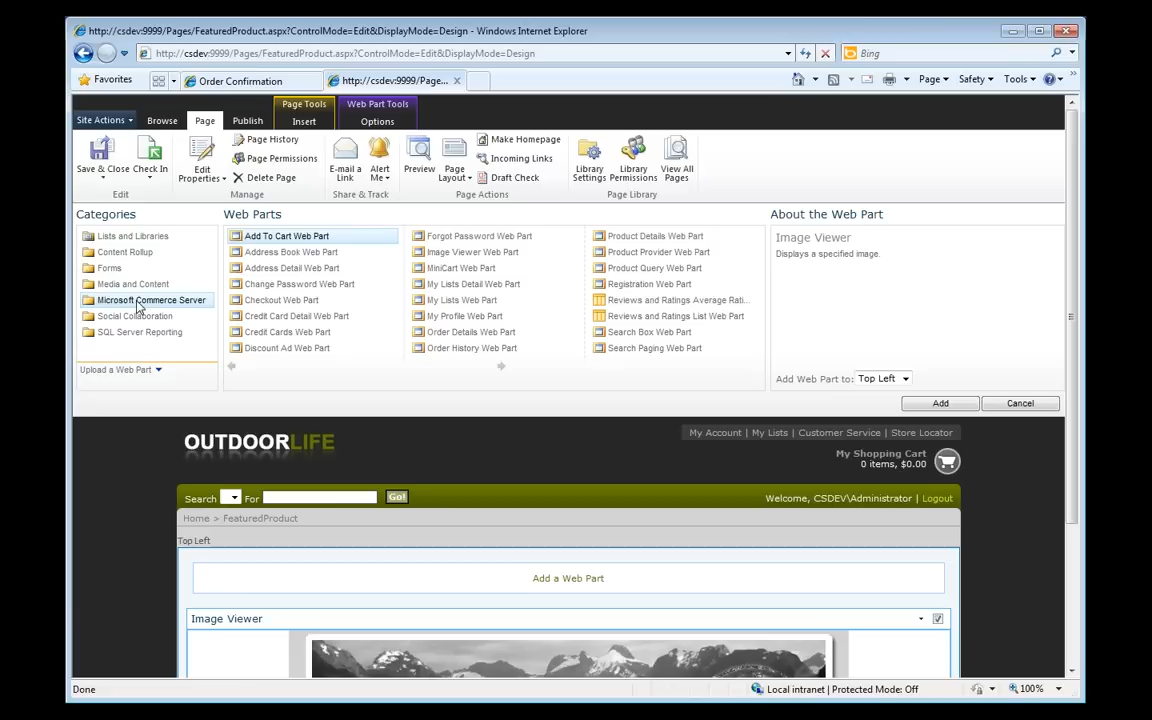 http://csdev:9999/Pages/FeaturedProduct.aspx?ControlMode=Edit&DisplayMode=Design - Windows Internet Explorer
http://csdev:9999/Pages/FeaturedProduct.aspx?ControlMode=Edit&DisplayMode=Design
Bing
Favorites
Order Confirmation
http://csdev:9999/Page...
Page
Safety
Tools
Page Tools
Web Part Tools
Site Actions
Browse
Page
Publish
Insert
Options
Save & Close
Check In
Edit
Edit Properties
Page History
Page Permissions
Delete Page
Manage
E-mail a Link
Alert Me
Share & Track
Preview
Page Layout
Make Homepage
Incoming Links
Draft Check
Page Actions
Library Settings
Library Permissions
View All Pages
Page Library
Categories
Lists and Libraries
Content Rollup
Forms
Media and Content
Microsoft Commerce Server
Social Collaboration
SQL Server Reporting
Upload a Web Part
Web Parts
Add To Cart Web Part
Address Book Web Part
Address Detail Web Part
Change Password Web Part
Checkout Web Part
Credit Card Detail Web Part
Credit Cards Web Part
Discount Ad Web Part
Forgot Password Web Part
Image Viewer Web Part
MiniCart Web Part
My Lists Detail Web Part
My Lists Web Part
My Profile Web Part
Order Details Web Part
Order History Web Part
Product Details Web Part
Product Provider Web Part
Product Query Web Part
Registration Web Part
Reviews and Ratings Average Rati...
Reviews and Ratings List Web Part
Search Box Web Part
Search Paging Web Part
About the Web Part
Image Viewer
Displays a specified image.
Add Web Part to: Top Left
Add
Cancel
OUTDOORLIFE
My Account | My Lists | Customer Service | Store Locator
My Shopping Cart
0 items, $0.00
Search For Go!
Welcome, CSDEV\Administrator | Logout
Home > FeaturedProduct
Top Left
Add a Web Part
Image Viewer
Done
Local intranet | Protected Mode: Off
100%